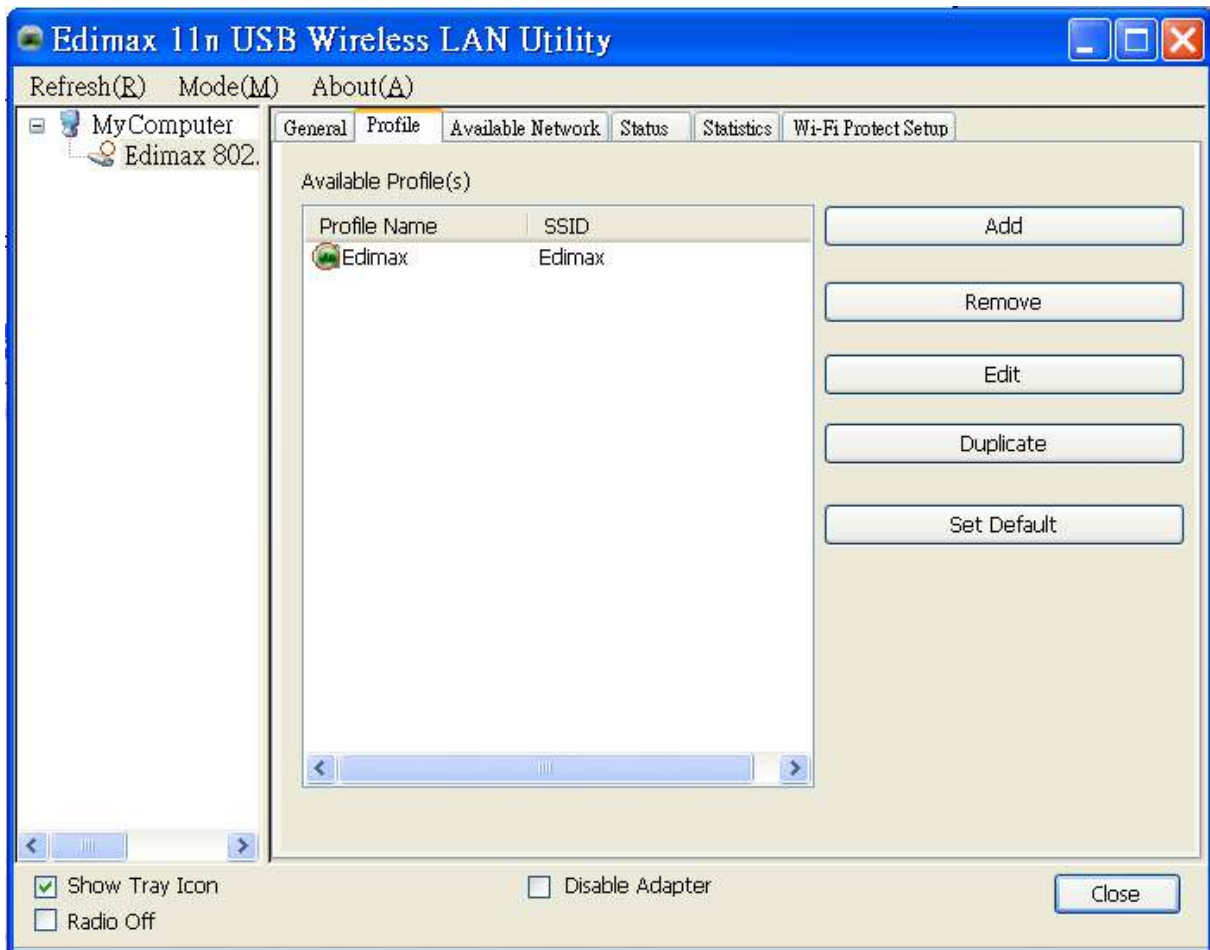 Edimax 11n USB Wireless LAN Utility
Refresh(R) Mode(M) About(A)
MyComputer
Edimax 802.
General Profile Available Network Status Statistics Wi-Fi Protect Setup
Available Profile(s)
Profile Name SSID
Edimax Edimax
Add
Remove
Edit
Duplicate
Set Default
Show Tray Icon
Radio Off
Disable Adapter
Close